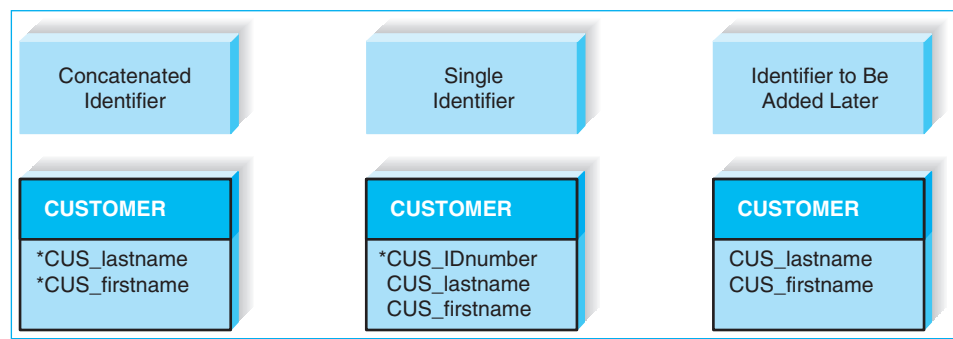 Concatenated
Identifier
Single
Identifier
Identifier to Be
Added Later
CUSTOMER
*CUS_lastname
*CUS_firstname
CUSTOMER
*CUS_IDnumber
CUS_lastname
CUS_firstname
CUSTOMER
CUS_lastname
CUS_firstname